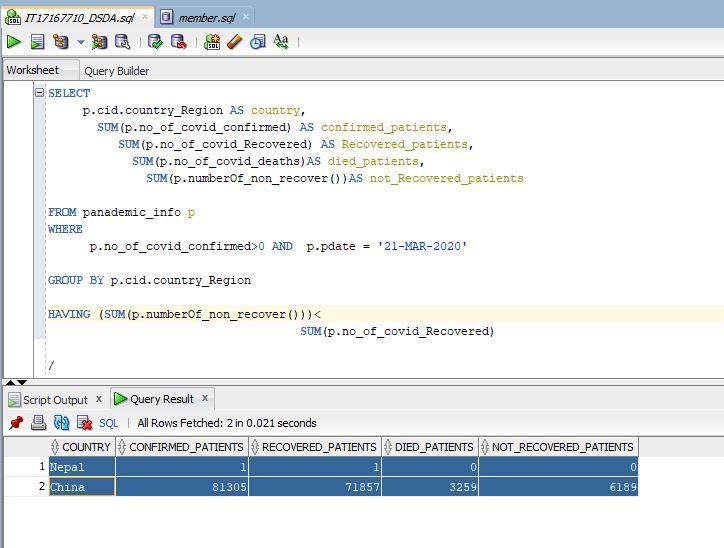 IT17167710_DSDA.sql × member.sql ×
SQL Aa
Worksheet Query Builder
SELECT
p.cid.country_Region AS country,
SUM(p.no_of_covid_confirmed) AS confirmed_patients,
SUM(p.no_of_covid_Recovered) AS Recovered_patients,
SUM(p.no_of_covid_deaths)AS died_patients,
SUM(p.numberOf_non_recover())AS not_Recovered_patients
FROM panademic_info p
WHERE
p.no_of_covid_confirmed>0 AND p.pdate = '21-MAR-2020'
GROUP BY p.cid.country_Region
HAVING (SUM(p.numberOf_non_recover()))<
SUM(p.no_of_covid_Recovered)
/
Script Output x Query Result x
SQL | All Rows Fetched: 2 in 0.021 seconds
COUNTRY CONFIRMED_PATIENTS RECOVERED_PATIENTS DIED_PATIENTS NOT_RECOVERED_PATIENTS
1 Nepal 1 1 0 0
2 China 81305 71857 3259 6189